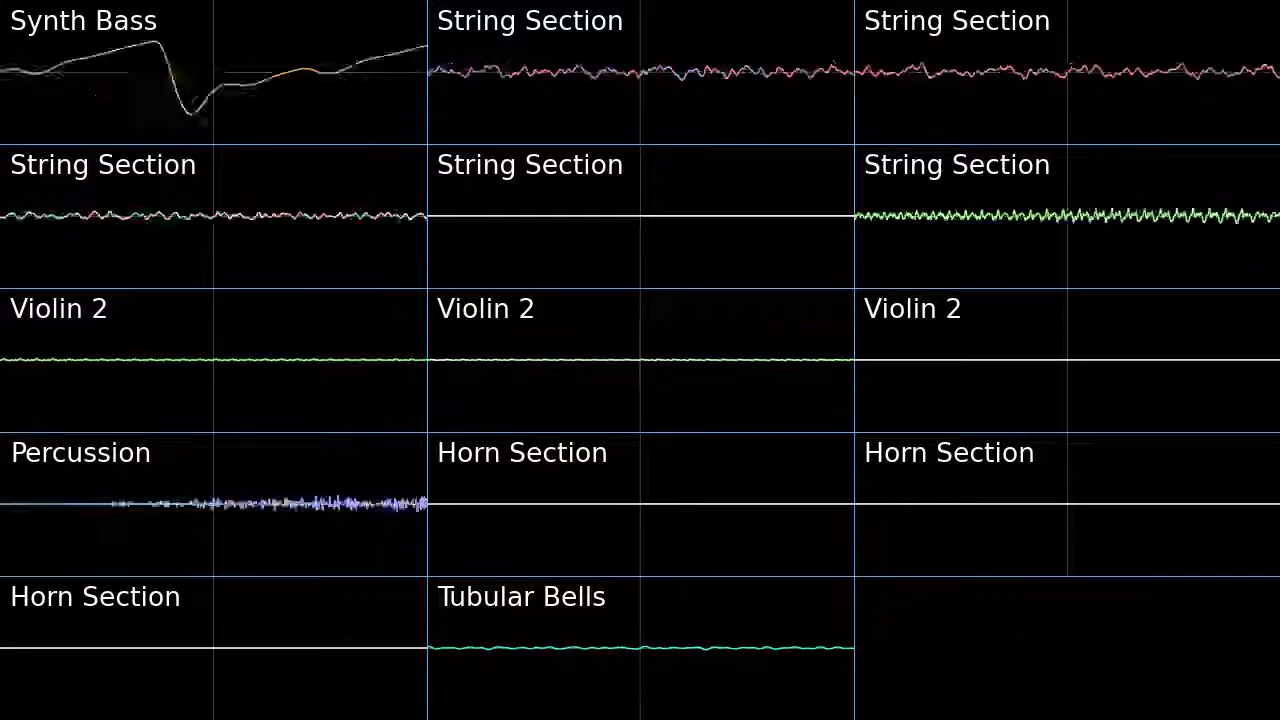 Synth Bass
String Section
String Section
String Section
String Section
String Section
Violin 2
Violin 2
Violin 2
Percussion
Horn Section
Horn Section
Horn Section
Tubular Bells